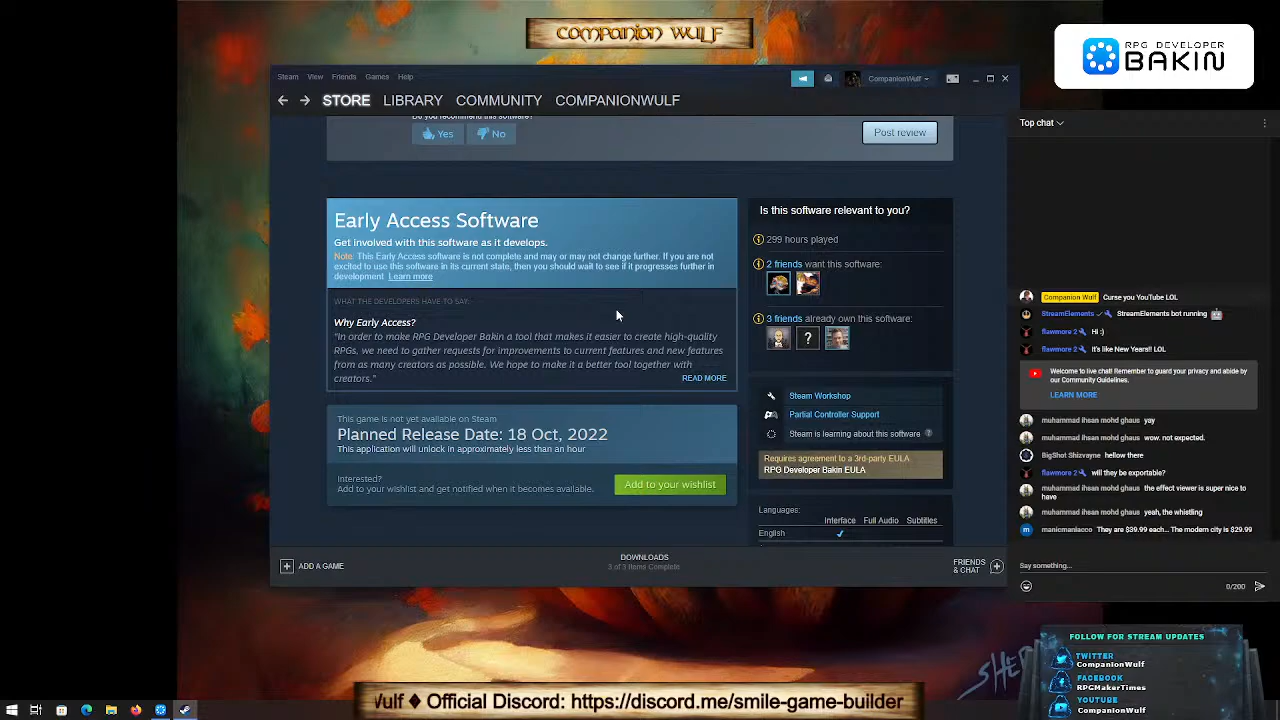 COMPANION WULF
RPG DEVELOPER
BAKIN
Steam View Friends Games Help
CompanionWulf
STORE LIBRARY COMMUNITY COMPANIONWULF
Do you recommend this software?
Yes No
Post review
Early Access Software
Get involved with this software as it develops.
Note: This Early Access software is not complete and may or may not change further. If you are not
excited to use this software in its current state, then you should wait to see if it progresses further in
development. Learn more
WHAT THE DEVELOPERS HAVE TO SAY:
Why Early Access?
"In order to make RPG Developer Bakin a tool that makes it easier to create high-quality
RPGs, we need to gather requests for improvements to current features and new features
from as many creators as possible. We hope to make it a better tool together with
creators."
READ MORE
This game is not yet available on Steam
Planned Release Date: 18 Oct, 2022
This application will unlock in approximately less than an hour
Interested?
Add to your wishlist and get notified when it becomes available.
Add to your wishlist
Is this software relevant to you?
299 hours played
2 friends want this software:
3 friends already own this software:
?
Steam Workshop
Partial Controller Support
Steam is learning about this software ?
Requires agreement to a 3rd-party EULA
RPG Developer Bakin EULA
Languages:
Interface Full Audio Subtitles
English ✔
ADD A GAME
DOWNLOADS
3 of 3 Items Complete
FRIENDS
& CHAT
Top chat
Companion Wulf Curse you YouTube LOL
StreamElements StreamElements bot running
flawmore 2 Hi :)
flawmore 2 It's like New Years!! LOL
Welcome to live chat! Remember to guard your privacy and abide by
our Community Guidelines.
LEARN MORE
muhammad ihsan mohd ghaus yay
muhammad ihsan mohd ghaus wow. not expected.
BigShot Shizvayne hellow there
flawmore 2 will they be exportable?
muhammad ihsan mohd ghaus the effect viewer is super nice to
have
muhammad ihsan mohd ghaus yeah, the whistling
m manicmaniacco They are $39.99 each... The modern city is $29.99
Say something...
0/200
FOLLOW FOR STREAM UPDATES
TWITTER
CompanionWulf
FACEBOOK
RPGMakerTimes
YOUTUBE
CompanionWulf
Wulf ♦ Official Discord: https://discord.me/smile-game-builder